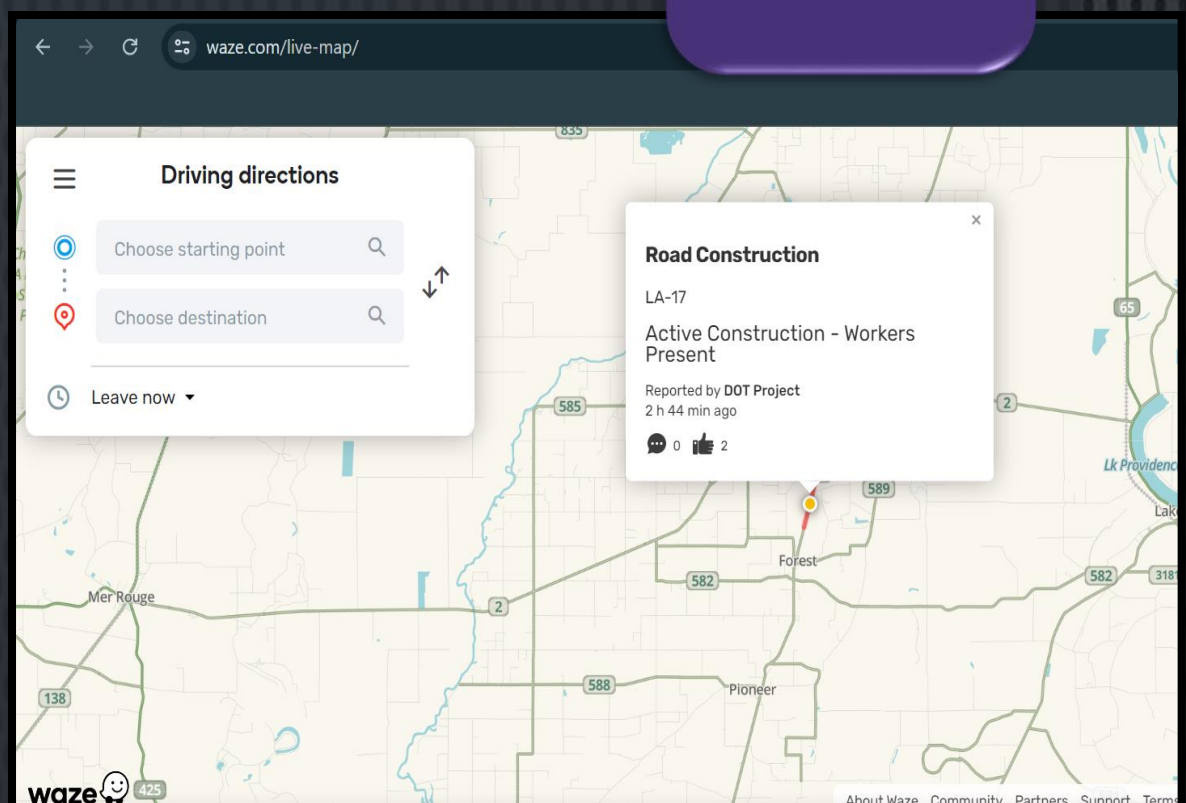 waze.com/live-map/
835
Driving directions
Choose starting point
Choose destination
Leave now
Road Construction
LA-17
Active Construction - Workers
Present
Reported by DOT Project
2 h 44 min ago
0 2
65
2
585
589
Lk Providenc
Lak
Forest
582
582
318
Mer Rouge
2
588
Pioneer
138
waze
425
About Waze Community Partners Support Terms